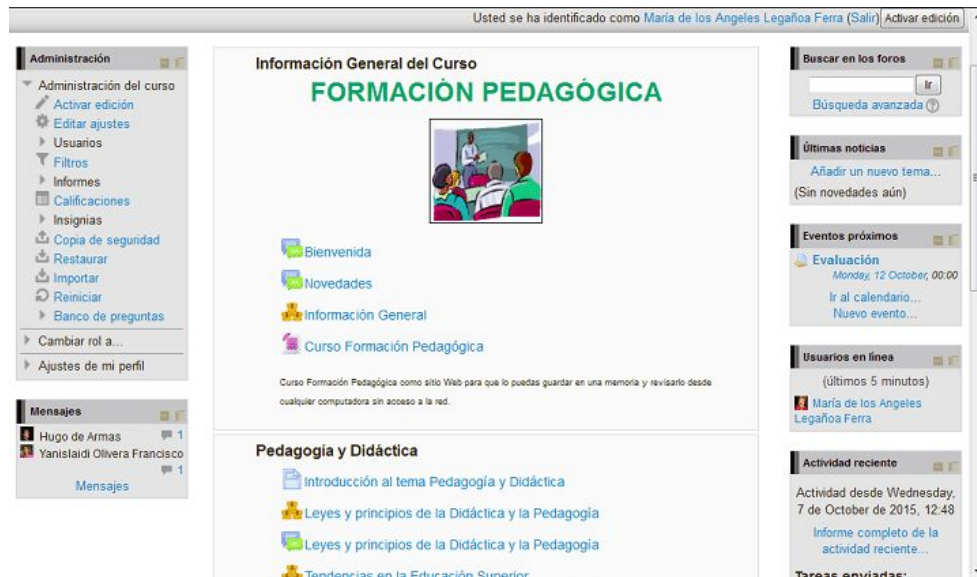 Usted se ha identificado como María de los Angeles Legañoa Ferra (Salir) Activar edición
Administración
Administración del curso
Activar edición
Editar ajustes
Usuarios
Filtros
Informes
Calificaciones
Insignias
Copia de seguridad
Restaurar
Importar
Reiniciar
Banco de preguntas
Cambiar rol a...
Ajustes de mi perfil
Mensajes
Hugo de Armas 1
Yanislaidi Olivera Francisco
1
Mensajes
Información General del Curso
FORMACIÓN PEDAGÓGICA
Bienvenida
Novedades
Información General
Curso Formación Pedagógica
Curso Formación Pedagógica como sitio Web para que lo puedas guardar en una memoria y revisarlo desde
cualquier computadora sin acceso a la red.
Pedagogía y Didáctica
Introducción al tema Pedagogía y Didáctica
Leyes y principios de la Didáctica y la Pedagogía
Leyes y principios de la Didáctica y la Pedagogía
Tendencias en la Educación Superior
Buscar en los foros
Ir
Búsqueda avanzada
Últimas noticias
Añadir un nuevo tema...
(Sin novedades aún)
Eventos próximos
Evaluación
Monday, 12 October, 00:00
Ir al calendario...
Nuevo evento...
Usuarios en línea
(últimos 5 minutos)
María de los Angeles
Legañoa Ferra
Actividad reciente
Actividad desde Wednesday,
7 de October de 2015, 12:48
Informe completo de la
actividad reciente...
Tareas enviadas: